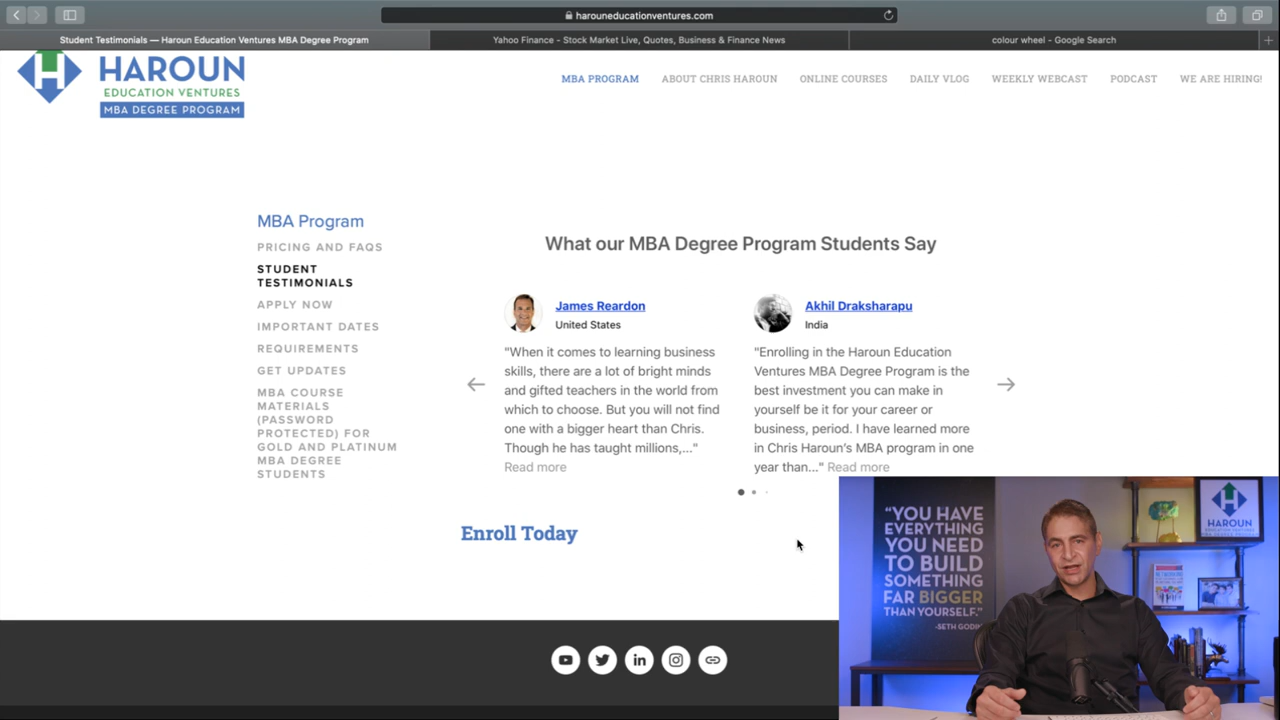 harouneducationventures.com
Student Testimonials — Haroun Education Ventures MBA Degree Program
Yahoo Finance - Stock Market Live, Quotes, Business & Finance News
colour wheel - Google Search
H HAROUN
EDUCATION VENTURES
MBA DEGREE PROGRAM
MBA PROGRAM
ABOUT CHRIS HAROUN
ONLINE COURSES
DAILY VLOG
WEEKLY WEBCAST
PODCAST
WE ARE HIRING!
MBA Program
PRICING AND FAQS
STUDENT
TESTIMONIALS
APPLY NOW
IMPORTANT DATES
REQUIREMENTS
GET UPDATES
MBA COURSE
MATERIALS
(PASSWORD
PROTECTED) FOR
GOLD AND PLATINUM
MBA DEGREE
STUDENTS
What our MBA Degree Program Students Say
James Reardon
United States
"When it comes to learning business
skills, there are a lot of bright minds
and gifted teachers in the world from
which to choose. But you will not find
one with a bigger heart than Chris.
Though he has taught millions,..."
Read more
Akhil Draksharapu
India
"Enrolling in the Haroun Education
Ventures MBA Degree Program is the
best investment you can make in
yourself be it for your career or
business, period. I have learned more
in Chris Haroun's MBA program in one
year than..." Read more
Enroll Today
in
“YOU HAVE
EVERYTHING
YOU NEED
TO BUILD
SOMETHING
FAR BIGGER
THAN YOURSELF.”
-SETH GODIN
H
HAROUN
EDUCATION VENTURES